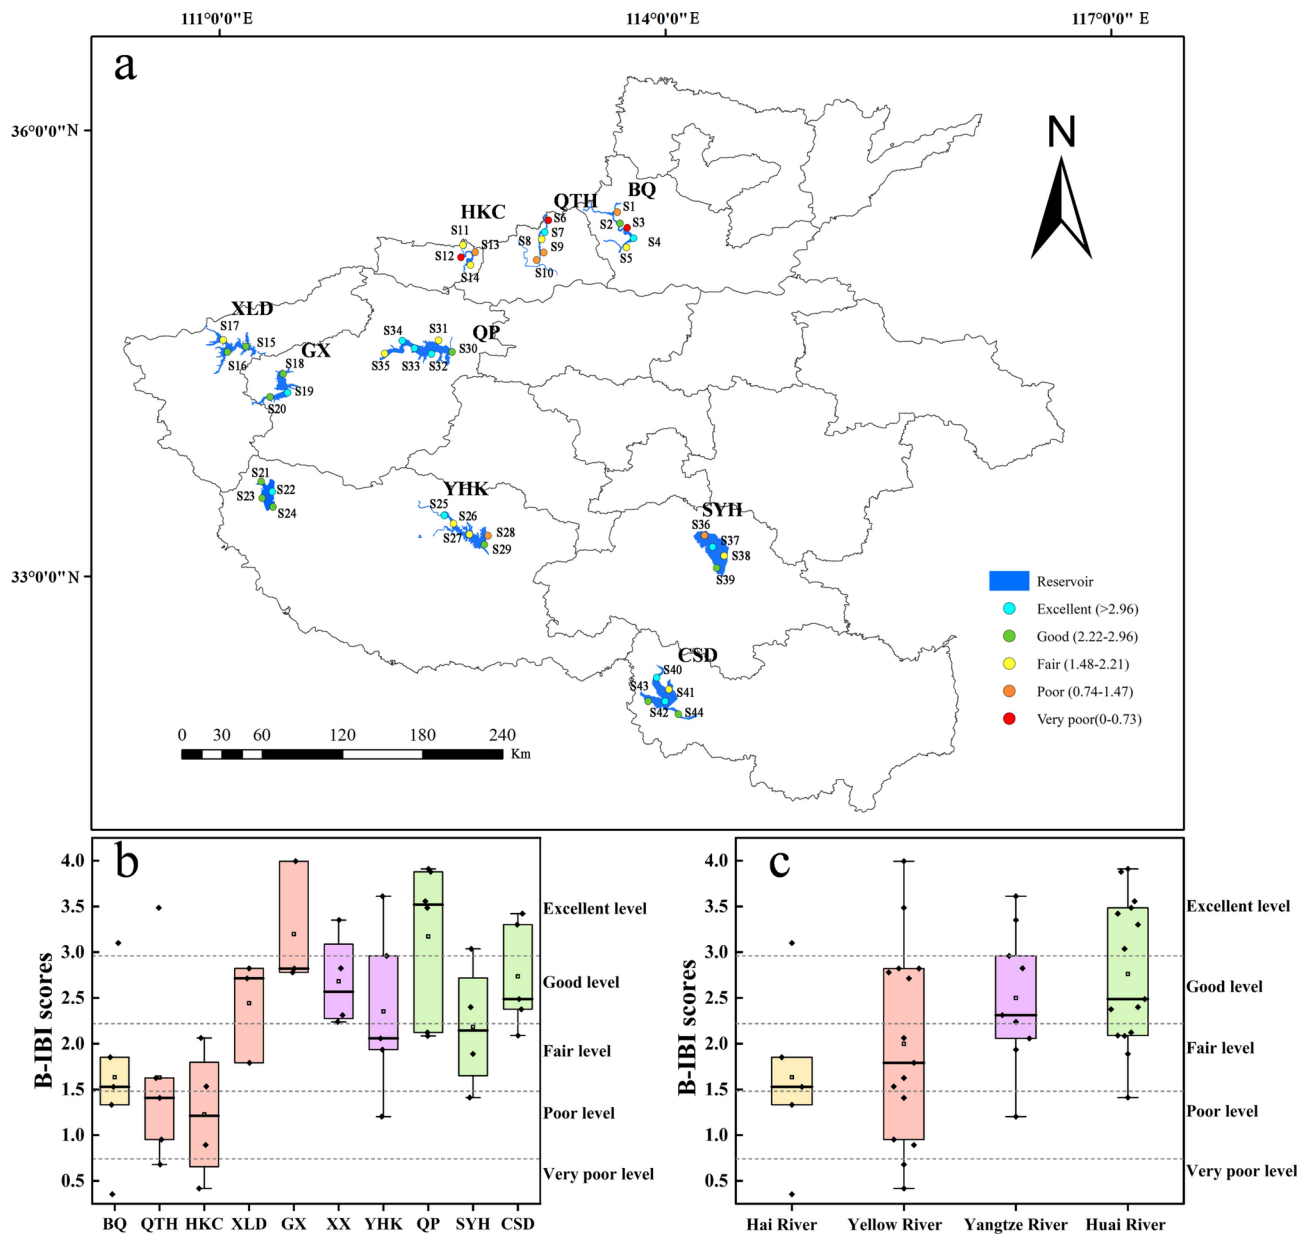 111°0'0"E
114°0'0"E
117°0'0" E
a
36°0'0"N
N
BQ
QTH
HKC
S1
S2
S3
S4
S5
S6
S7
S8
S9
S10
S11
S13
S12
S14
XLD
S17
S15
S16
GX
S18
S19
S20
QP
S34
S31
S30
S35
S33
S32
S21
S22
S23
S24
YHK
S25
S26
S28
S27
S29
SYH
S36
S37
S38
S39
33°0'0"N
CSD
S40
S43
S41
S42
S44
Reservoir
Excellent (>2.96)
Good (2.22-2.96)
Fair (1.48-2.21)
Poor (0.74-1.47)
Very poor(0-0.73)
0 30 60 120 180 240
Km
b
B-IBI scores
4.0
3.5
3.0
2.5
2.0
1.5
1.0
0.5
Excellent level
Good level
Fair level
Poor level
Very poor level
BQ QTH HKC XLD GX XX YHK QP SYH CSD
c
B-IBI scores
4.0
3.5
3.0
2.5
2.0
1.5
1.0
0.5
Excellent level
Good level
Fair level
Poor level
Very poor level
Hai River Yellow River Yangtze River Huai River